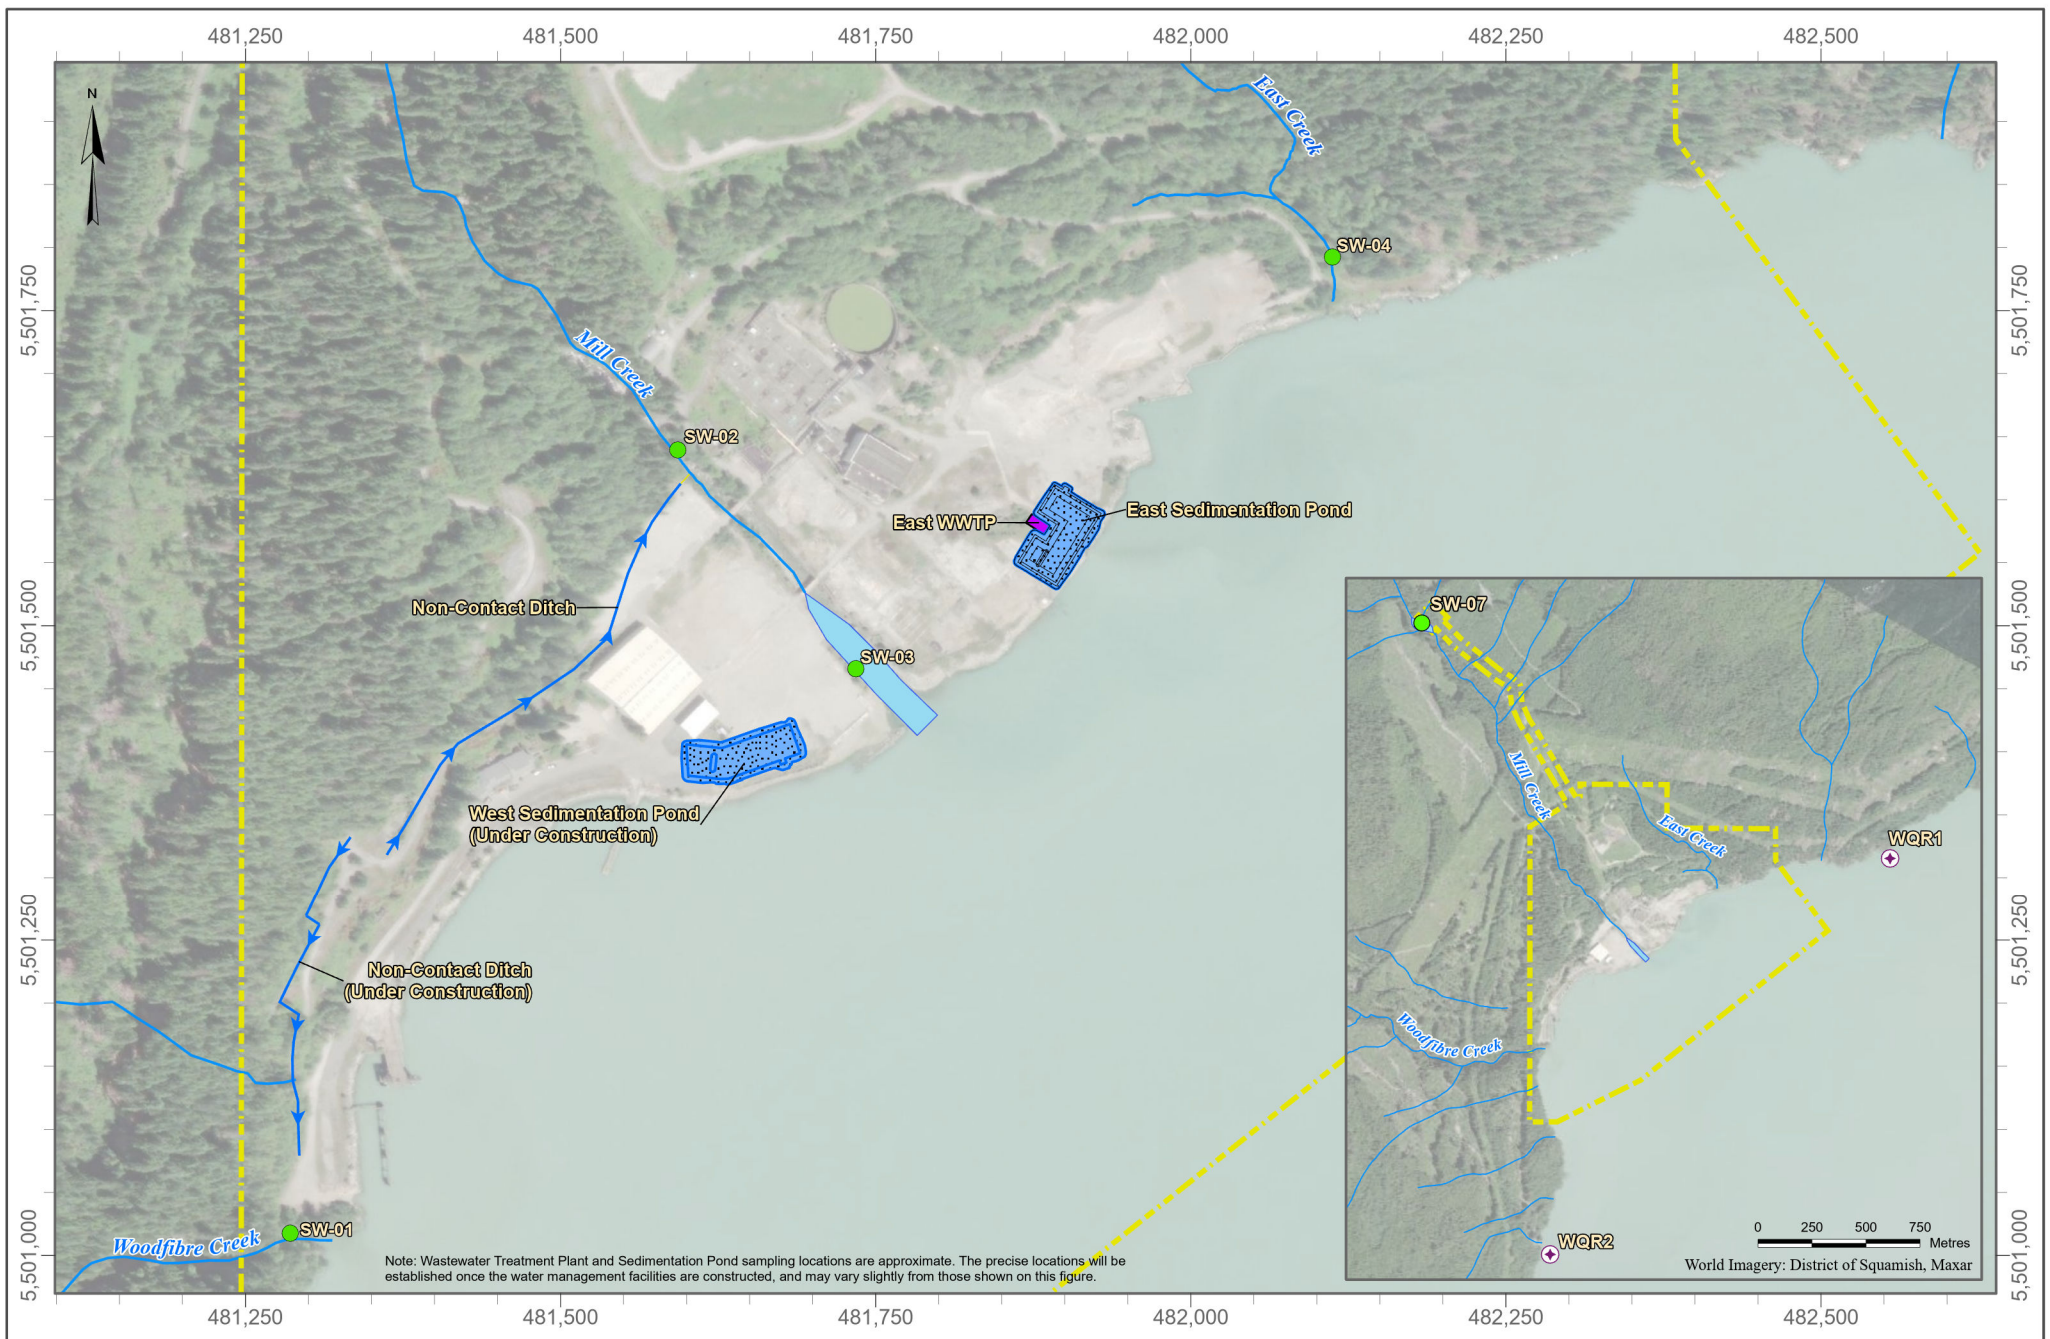 481,250 481,500 481,750 482,000 482,250 482,500
N
East Creek
SW-04
5,501,750
5,501,750
Mill Creek
SW-02
East WWTP
East Sedimentation Pond
Non-Contact Ditch
5,501,500
5,501,500
SW-03
West Sedimentation Pond
(Under Construction)
5,501,250
5,501,250
Non-Contact Ditch
(Under Construction)
SW-01
Woodfibre Creek
5,501,000
5,501,000
Note: Wastewater Treatment Plant and Sedimentation Pond sampling locations are approximate. The precise locations will be
established once the water management facilities are constructed, and may vary slightly from those shown on this figure.
SW-07
Mill Creek
East Creek
WQR1
Woodfibre Creek
WQR2
0 250 500 750
Metres
World Imagery: District of Squamish, Maxar
481,250 481,500 481,750 482,000 482,250 482,500